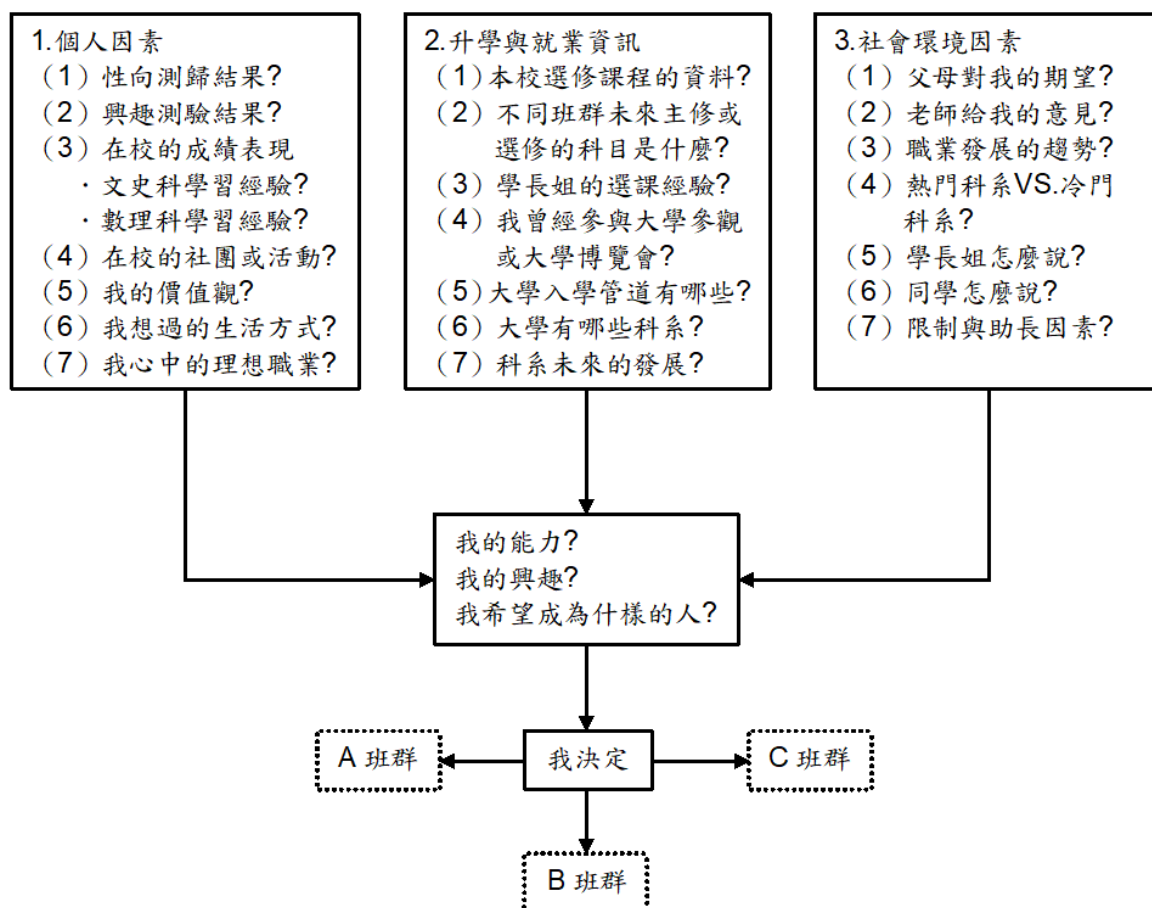 1.個人因素
（1）性向測歸結果?
（2）興趣測驗結果?
（3）在校的成績表現
．文史科學習經驗?
．數理科學習經驗?
（4）在校的社團或活動?
（5）我的價值觀?
（6）我想過的生活方式?
（7）我心中的理想職業?
2.升學與就業資訊
（1）本校選修課程的資料?
（2）不同班群未來主修或
選修的科目是什麼?
（3）學長姐的選課經驗?
（4）我曾經參與大學參觀
或大學博覽會?
（5）大學入學管道有哪些?
（6）大學有哪些科系?
（7）科系未來的發展?
3.社會環境因素
（1）父母對我的期望?
（2）老師給我的意見?
（3）職業發展的趨勢?
（4）熱門科系VS.冷門
科系?
（5）學長姐怎麼說?
（6）同學怎麼說?
（7）限制與助長因素?
我的能力?
我的興趣?
我希望成為什樣的人?
A 班群
我決定
C 班群
B 班群